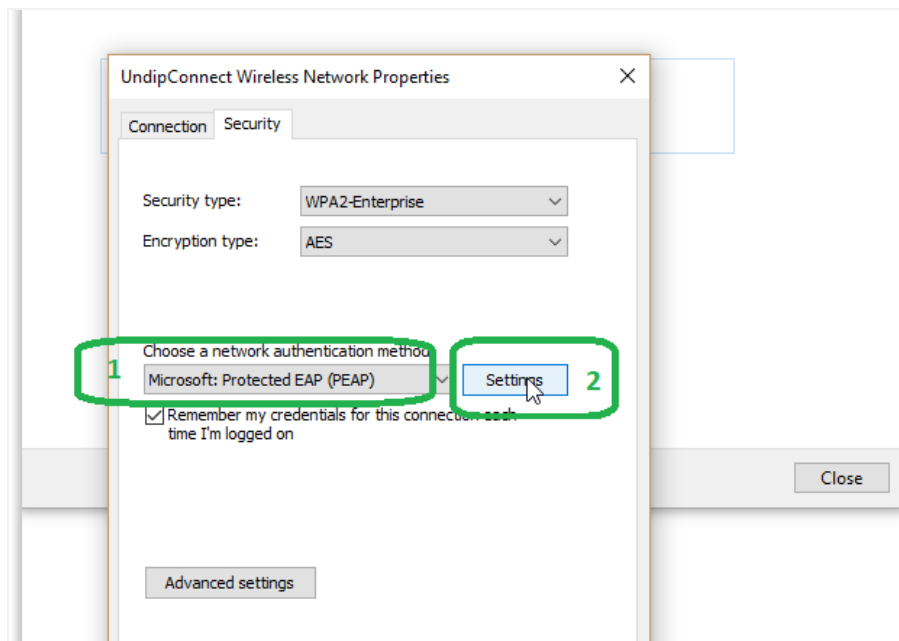 UndipConnect Wireless Network Properties
Connection Security
Security type: WPA2-Enterprise
Encryption type: AES
Choose a network authentication method
1 Microsoft: Protected EAP (PEAP) Settings 2
Remember my credentials for this connection each
time I'm logged on
Close
Advanced settings